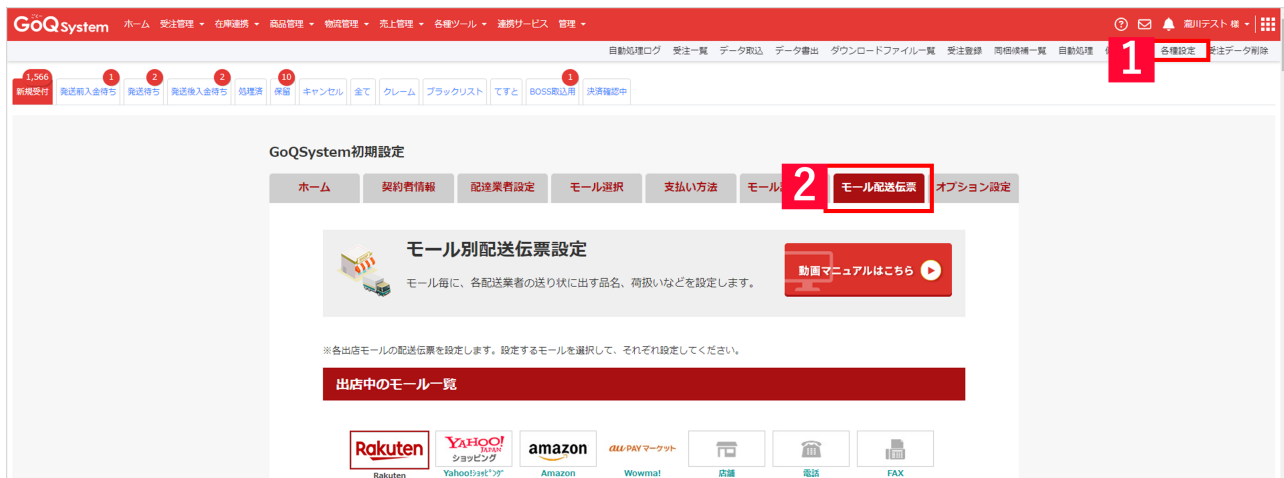 GoQSystem ホーム 受注管理 在庫連携 商品管理 物流管理 売上管理 各種ツール 連携サービス 管理 瀧川テスト 様
自動処理ログ 受注一覧 データ取込 データ書出 ダウンロードファイル一覧 受注登録 同梱候補一覧 自動処理 1 各種設定 受注データ削除
1,566 1 2 2 10 1
新規受付 発送前入金待ち 発送待ち 発送後入金待ち 処理済 保留 キャンセル 全て クレーム ブラックリスト てすと BOSS取込用 決済確認中
GoQSystem初期設定
ホーム 契約者情報 配達業者設定 モール選択 支払い方法 モール 2 モール配送伝票 オプション設定
モール別配送伝票設定
モール毎に、各配送業者の送り状に出す品名、荷扱いなどを設定します。
動画マニュアルはこちら
※各出店モールの配送伝票を設定します。設定するモールを選択して、それぞれ設定してください。
出店中のモール一覧
Rakuten YAHOO! JAPAN ショッピング amazon au PAY マーケット
Rakuten Yahoo!ショッピング Amazon Wowma! 店舗 電話 FAX